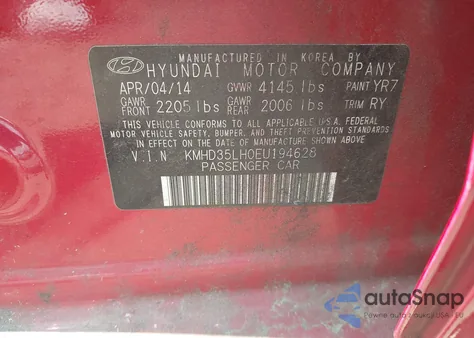 MANUFACTURED IN KOREA BY
HYUNDAI MOTOR COMPANY
APR/04/14 GVWR 4145 lbs PAINT YR7
GAWR FRONT 2205 lbs GAWR REAR 2006 lbs TRIM RY
THIS VEHICLE CONFORMS TO ALL APPLICABLE U.S.A. FEDERAL
MOTOR VEHICLE SAFETY, BUMPER, AND THEFT PREVENTION STANDARDS
IN EFFECT ON THE DATE OF MANUFACTURE SHOWN ABOVE.
V.I.N KMHD35LH0EU194628
PASSENGER CAR
autoSnap